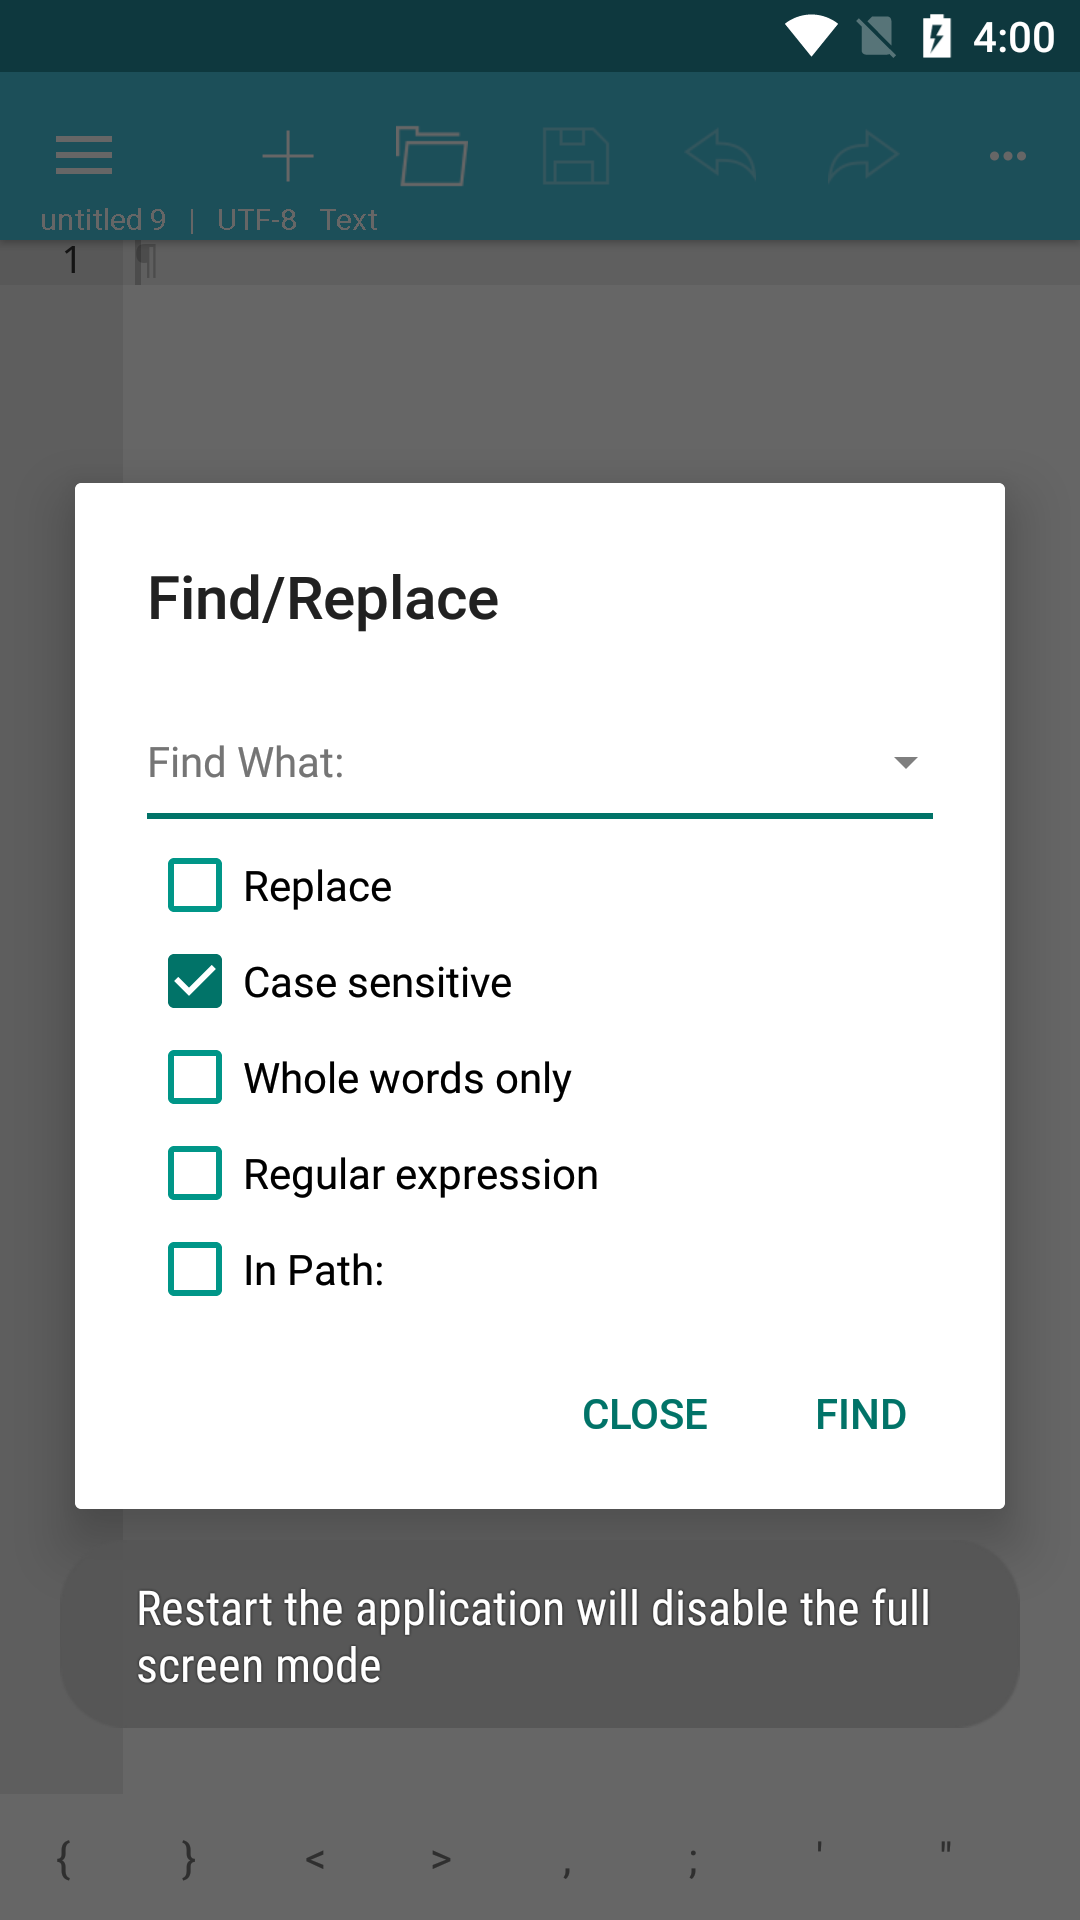 4:00
untitled 9 | UTF-8 Text
1 ¶
Find/Replace
Find What:
Replace
Case sensitive
Whole words only
Regular expression
In Path:
CLOSE FIND
Restart the application will disable the full
screen mode
{ } < > , ; ' "